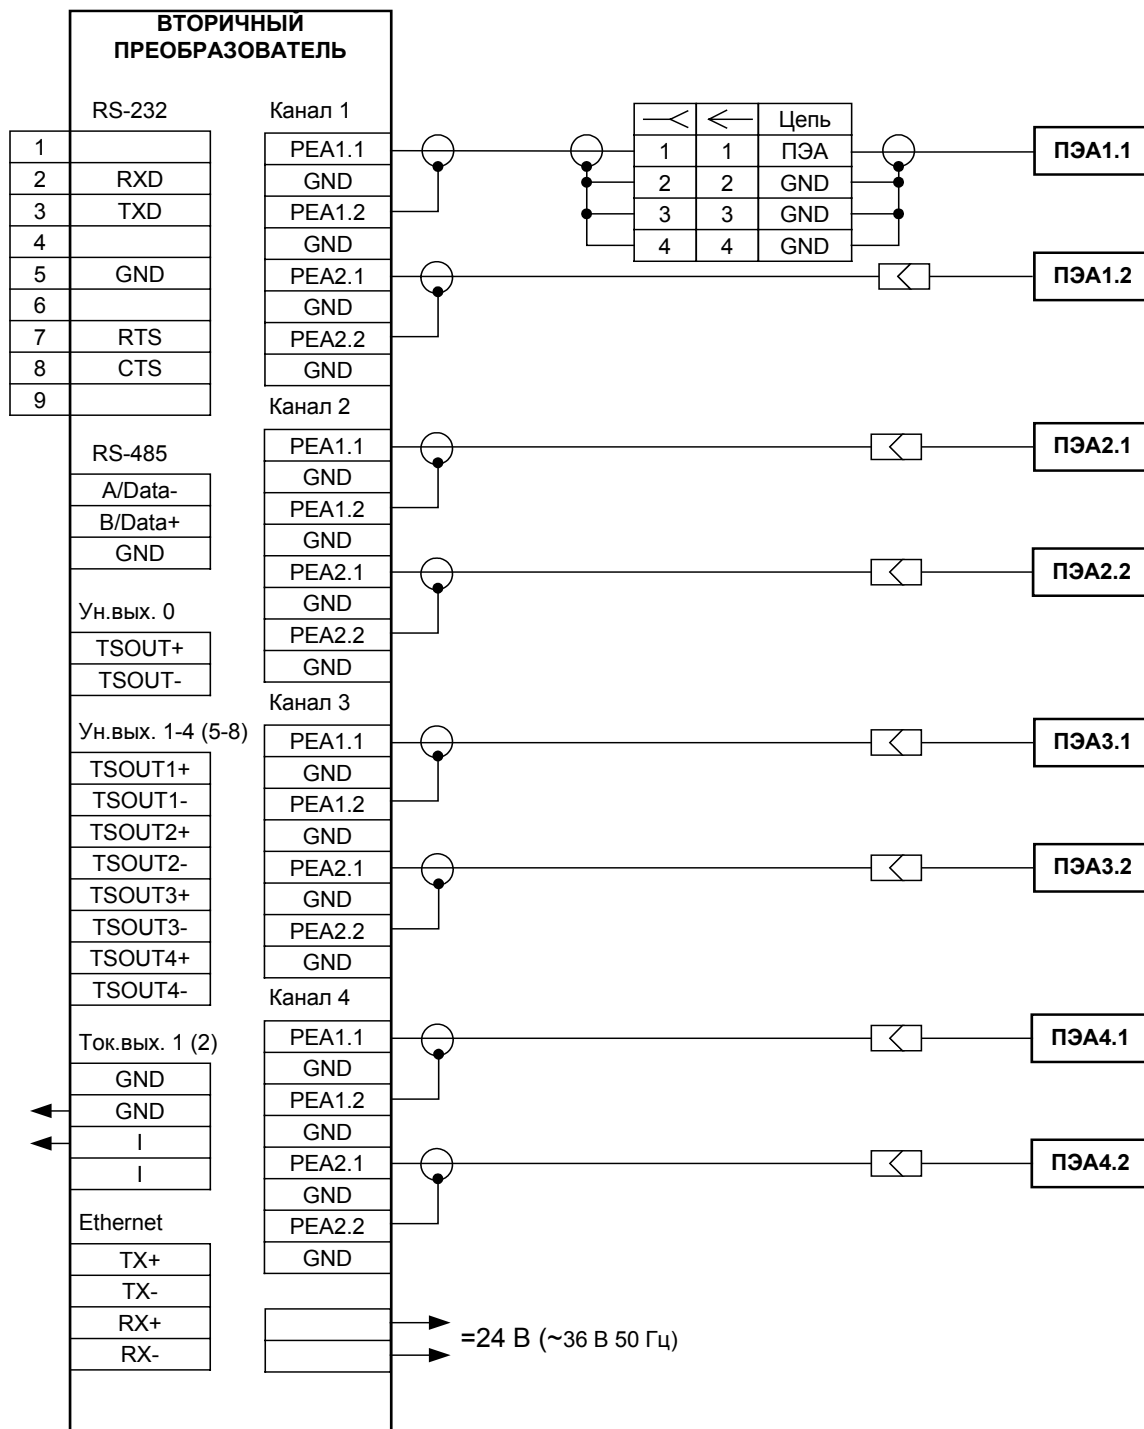 ВТОРИЧНЫЙ
ПРЕОБРАЗОВАТЕЛЬ
RS-232
1
2 RXD
3 TXD
4
5 GND
6
7 RTS
8 CTS
9
RS-485
A/Data-
B/Data+
GND
Ун.вых. 0
TSOUT+
TSOUT-
Ун.вых. 1-4 (5-8)
TSOUT1+
TSOUT1-
TSOUT2+
TSOUT2-
TSOUT3+
TSOUT3-
TSOUT4+
TSOUT4-
Ток.вых. 1 (2)
GND
GND
I
I
Ethernet
TX+
TX-
RX+
RX-
Канал 1
PEA1.1
GND
PEA1.2
GND
PEA2.1
GND
PEA2.2
GND
Канал 2
PEA1.1
GND
PEA1.2
GND
PEA2.1
GND
PEA2.2
GND
Канал 3
PEA1.1
GND
PEA1.2
GND
PEA2.1
GND
PEA2.2
GND
Канал 4
PEA1.1
GND
PEA1.2
GND
PEA2.1
GND
PEA2.2
GND
=24 В (~36 В 50 Гц)
Цепь
1 1 ПЭА
2 2 GND
3 3 GND
4 4 GND
ПЭА1.1
ПЭА1.2
ПЭА2.1
ПЭА2.2
ПЭА3.1
ПЭА3.2
ПЭА4.1
ПЭА4.2